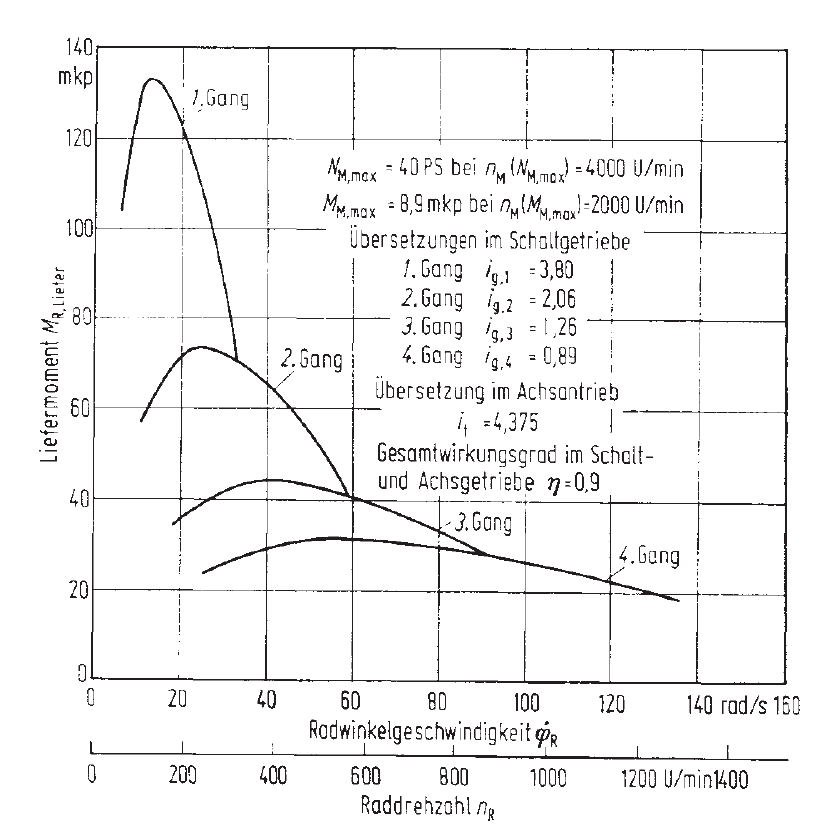 140
mkp
120
100
80
60
40
20
0
Liefermoment M_R,Liefer
1. Gang
N_M,max = 40 PS bei n_M (N_M,max) = 4000 U/min
M_M,max = 8,9 mkp bei n_M (M_M,max) = 2000 U/min
Übersetzungen im Schaltgetriebe
1. Gang i_g,1 = 3,80
2. Gang i_g,2 = 2,06
3. Gang i_g,3 = 1,26
4. Gang i_g,4 = 0,89
Übersetzung im Achsantrieb
i_t = 4,375
Gesamtwirkungsgrad im Schalt-
und Achsgetriebe η = 0,9
2. Gang
3. Gang
4. Gang
0 20 40 60 80 100 120 140 rad/s 160
Radwinkelgeschwindigkeit φ̇_R
0 200 400 600 800 1000 1200 U/min 1400
Raddrehzahl n_R